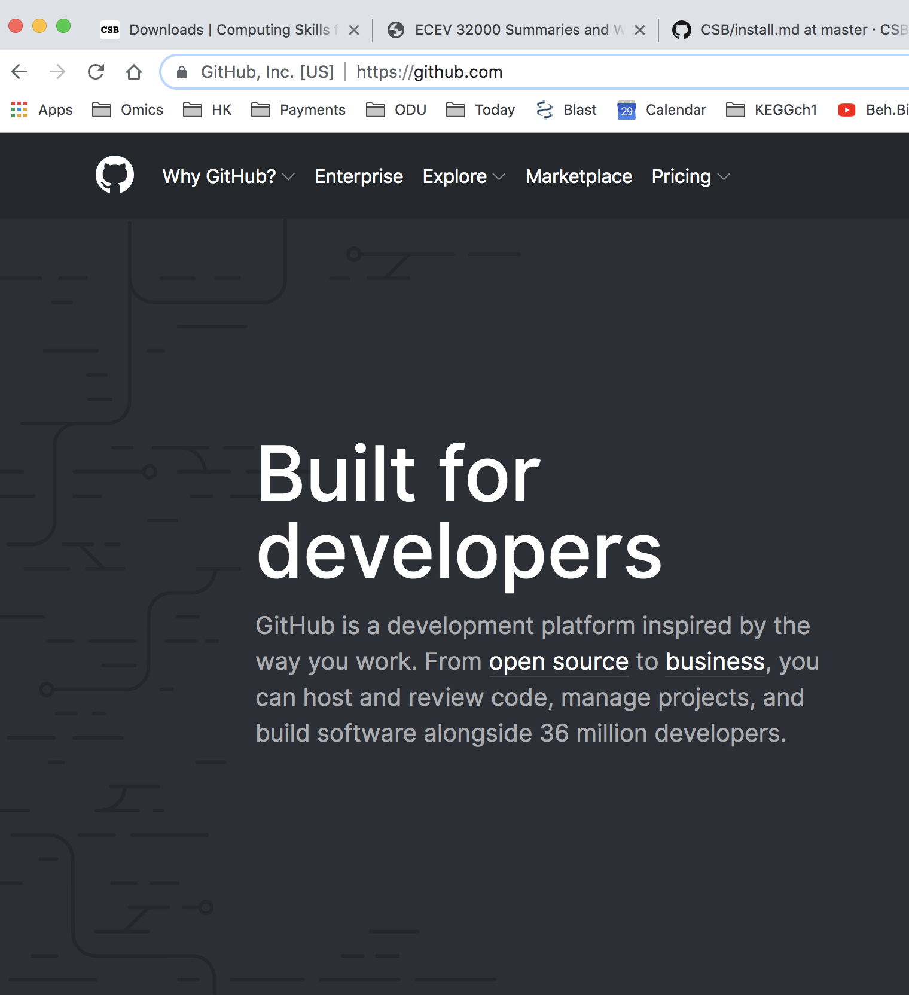 CSB Downloads | Computing Skills f
ECEV 32000 Summaries and W
CSB/install.md at master · CSB
GitHub, Inc. [US] https://github.com
Apps Omics HK Payments ODU Today Blast 29 Calendar KEGGch1 Beh.Bi
Why GitHub? Enterprise Explore Marketplace Pricing
Built for
developers
GitHub is a development platform inspired by the
way you work. From open source to business, you
can host and review code, manage projects, and
build software alongside 36 million developers.